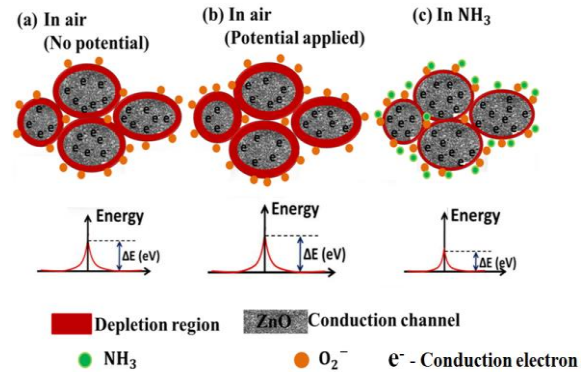 (a) In air
(No potential)
(b) In air
(Potential applied)
(c) In NH₃
e⁻ e⁻ e⁻ e⁻ e⁻ e⁻
Energy
ΔE (eV)
Energy
ΔE (eV)
Energy
ΔE (eV)
Depletion region
ZnO Conduction channel
NH₃
O₂⁻
e⁻ - Conduction electron